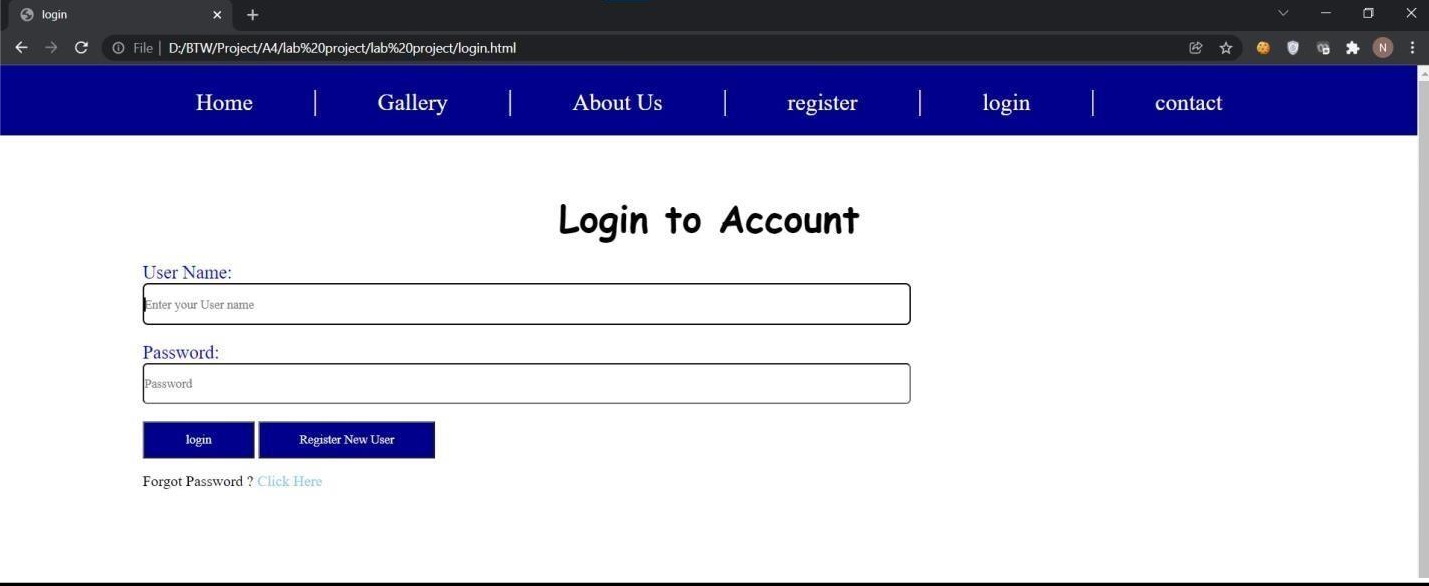 login
File | D:/BTW/Project/A4/lab%20project/lab%20project/login.html
N
Home | Gallery | About Us | register | login | contact
Login to Account
User Name:
Enter your User name
Password:
Password
login Register New User
Forgot Password ? Click Here